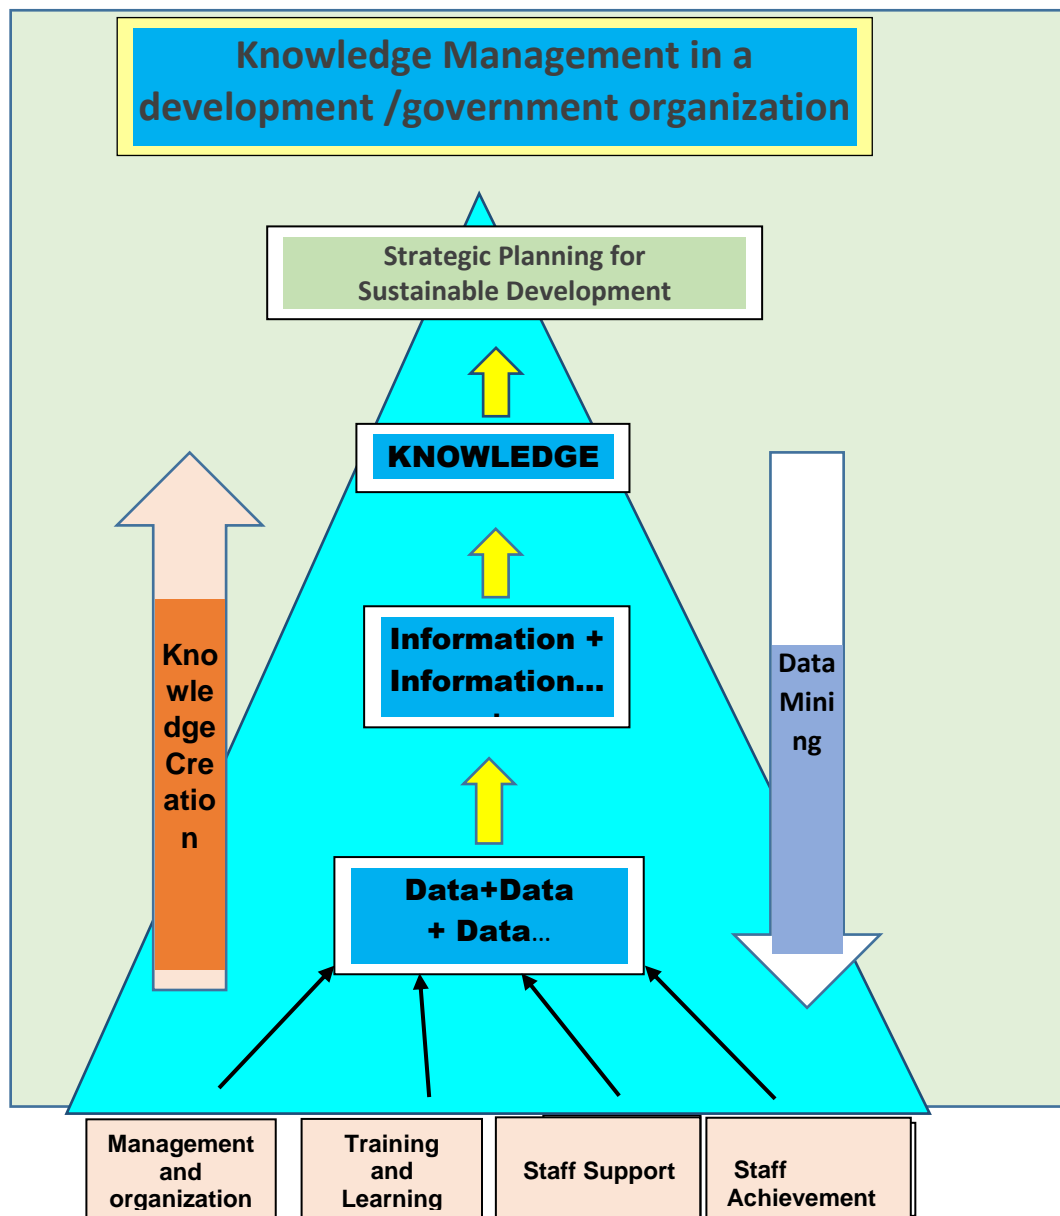 Knowledge Management in a
development /government organization
Strategic Planning for
Sustainable Development
KNOWLEDGE
Information +
Information...
Kno
wle
dge
Cre
atio
n
Data
Mini
ng
Data+Data
+ Data...
Management
and
organization
Training
and
Learning
Staff Support
Staff
Achievement